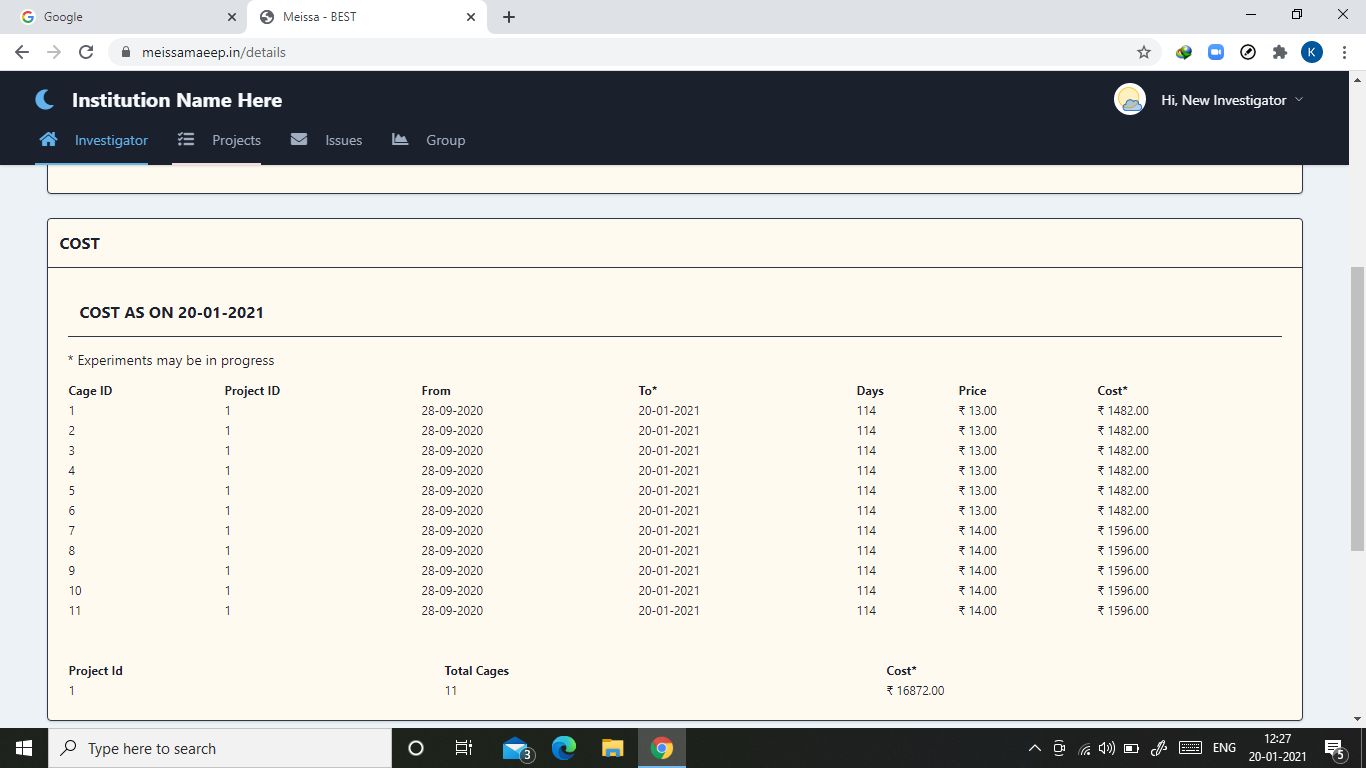 Google
Meissa - BEST
meissamaeep.in/details
K
Institution Name Here
Hi, New Investigator
Investigator Projects Issues Group
COST
COST AS ON 20-01-2021
* Experiments may be in progress
Cage ID Project ID From To* Days Price Cost*
1 1 28-09-2020 20-01-2021 114 ₹ 13.00 ₹ 1482.00
2 1 28-09-2020 20-01-2021 114 ₹ 13.00 ₹ 1482.00
3 1 28-09-2020 20-01-2021 114 ₹ 13.00 ₹ 1482.00
4 1 28-09-2020 20-01-2021 114 ₹ 13.00 ₹ 1482.00
5 1 28-09-2020 20-01-2021 114 ₹ 13.00 ₹ 1482.00
6 1 28-09-2020 20-01-2021 114 ₹ 13.00 ₹ 1482.00
7 1 28-09-2020 20-01-2021 114 ₹ 14.00 ₹ 1596.00
8 1 28-09-2020 20-01-2021 114 ₹ 14.00 ₹ 1596.00
9 1 28-09-2020 20-01-2021 114 ₹ 14.00 ₹ 1596.00
10 1 28-09-2020 20-01-2021 114 ₹ 14.00 ₹ 1596.00
11 1 28-09-2020 20-01-2021 114 ₹ 14.00 ₹ 1596.00
Project Id Total Cages Cost*
1 11 ₹ 16872.00
Type here to search
3
ENG
12:27
20-01-2021
5